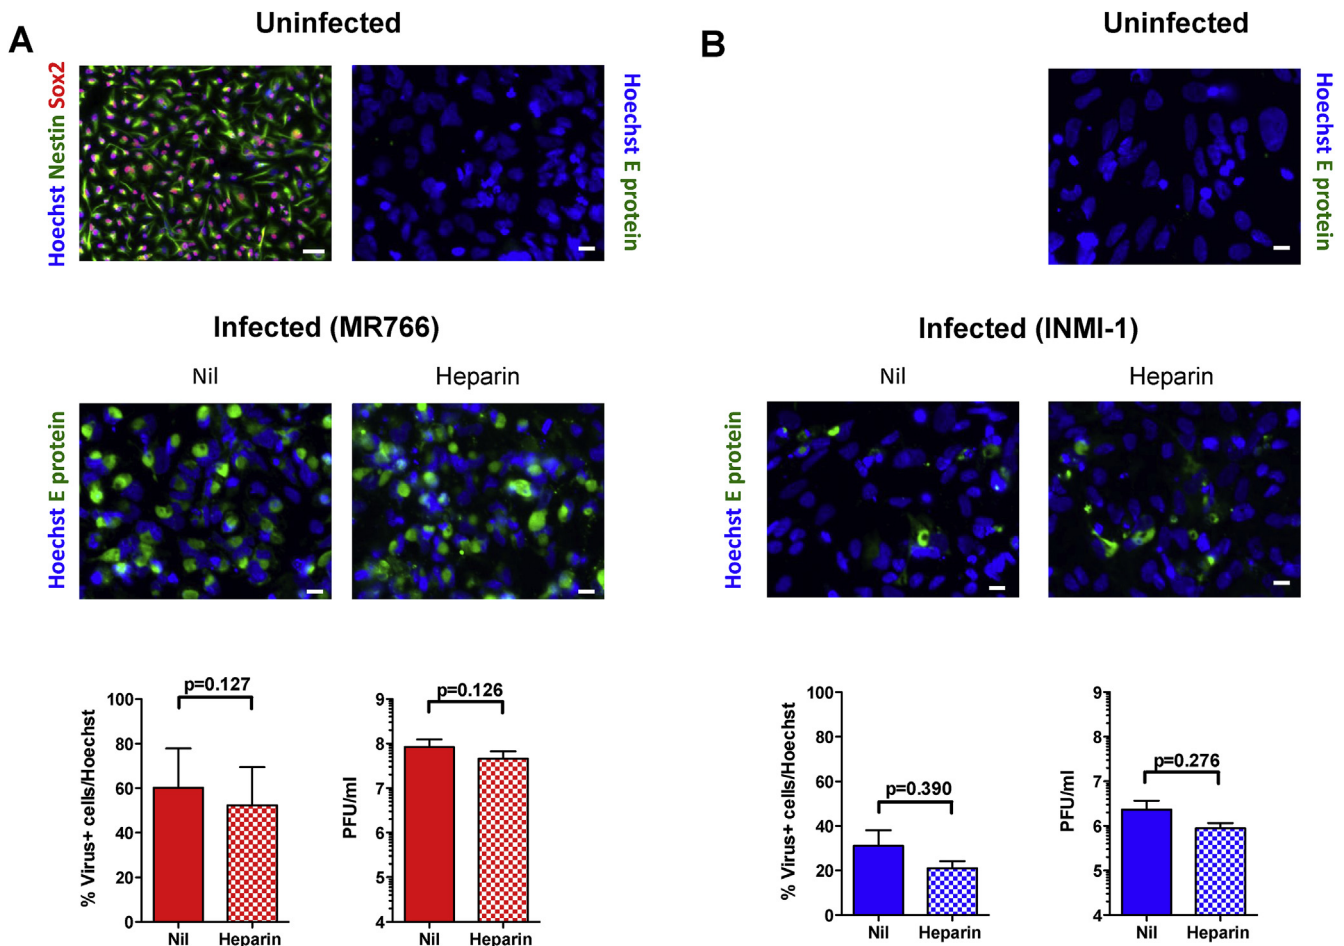 A
Uninfected
Hoechst Nestin Sox2
Hoechst E protein
Infected (MR766)
Nil
Heparin
Hoechst E protein
% Virus+ cells/Hoechst
100
80
60
40
20
0
p=0.127
Nil
Heparin
PFU/ml
9
8
7
6
5
4
p=0.126
Nil
Heparin
B
Uninfected
Hoechst E protein
Infected (INMI-1)
Nil
Heparin
Hoechst E protein
% Virus+ cells/Hoechst
100
80
60
40
20
0
p=0.390
Nil
Heparin
PFU/ml
9
8
7
6
5
4
p=0.276
Nil
Heparin